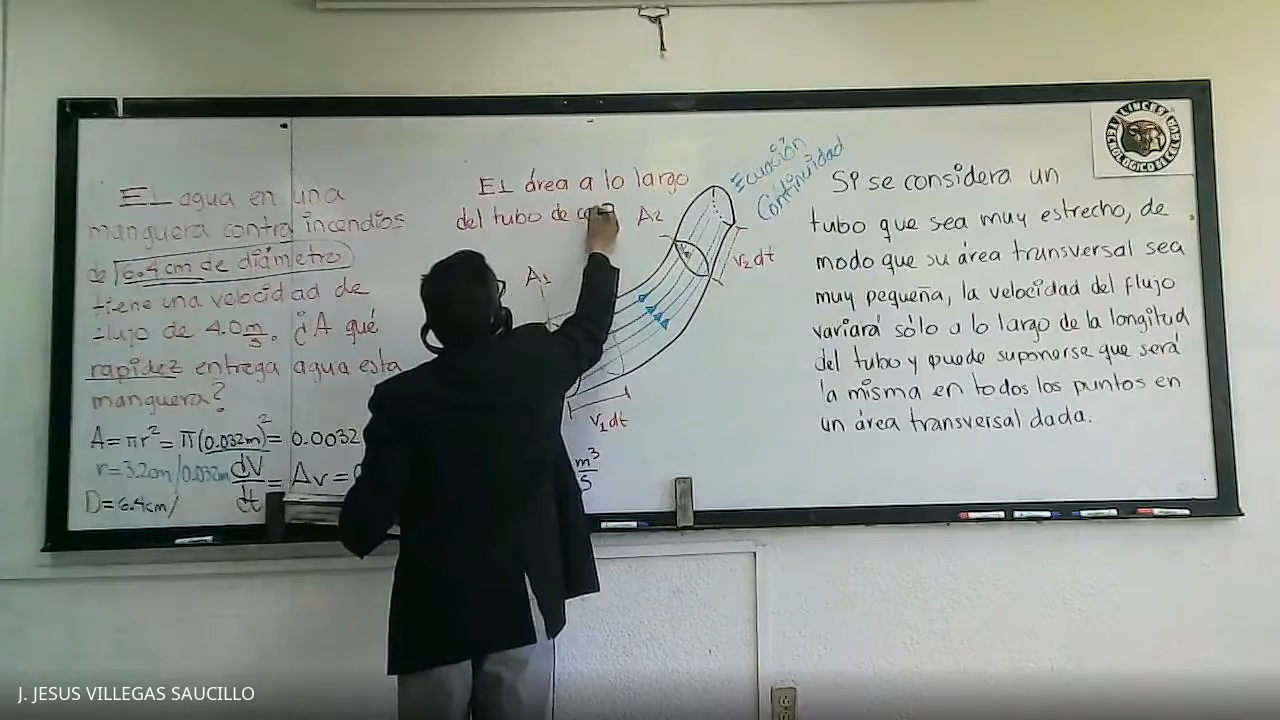 El agua en una
manguera contra incendios
de 6.4 cm de diámetro
tiene una velocidad de
flujo de 4.0 m/s. ¿A qué
rapidez entrega agua esta
manguera?
A = πr² = π(0.032m)² = 0.0032
r = 3.2cm/0.032m
dV/dt = Av =
D = 6.4cm/
m³/s
El área a lo largo
del tubo de
A1
A2
v1dt
v2dt
Ecuación
Continuidad
Si se considera un
tubo que sea muy estrecho, de
modo que su área transversal sea
muy pequeña, la velocidad del flujo
variará sólo a lo largo de la longitud
del tubo y puede suponerse que será
la misma en todos los puntos en
un área transversal dada.
LINCES
TECNOLÓGICO DE
J. JESUS VILLEGAS SAUCILLO